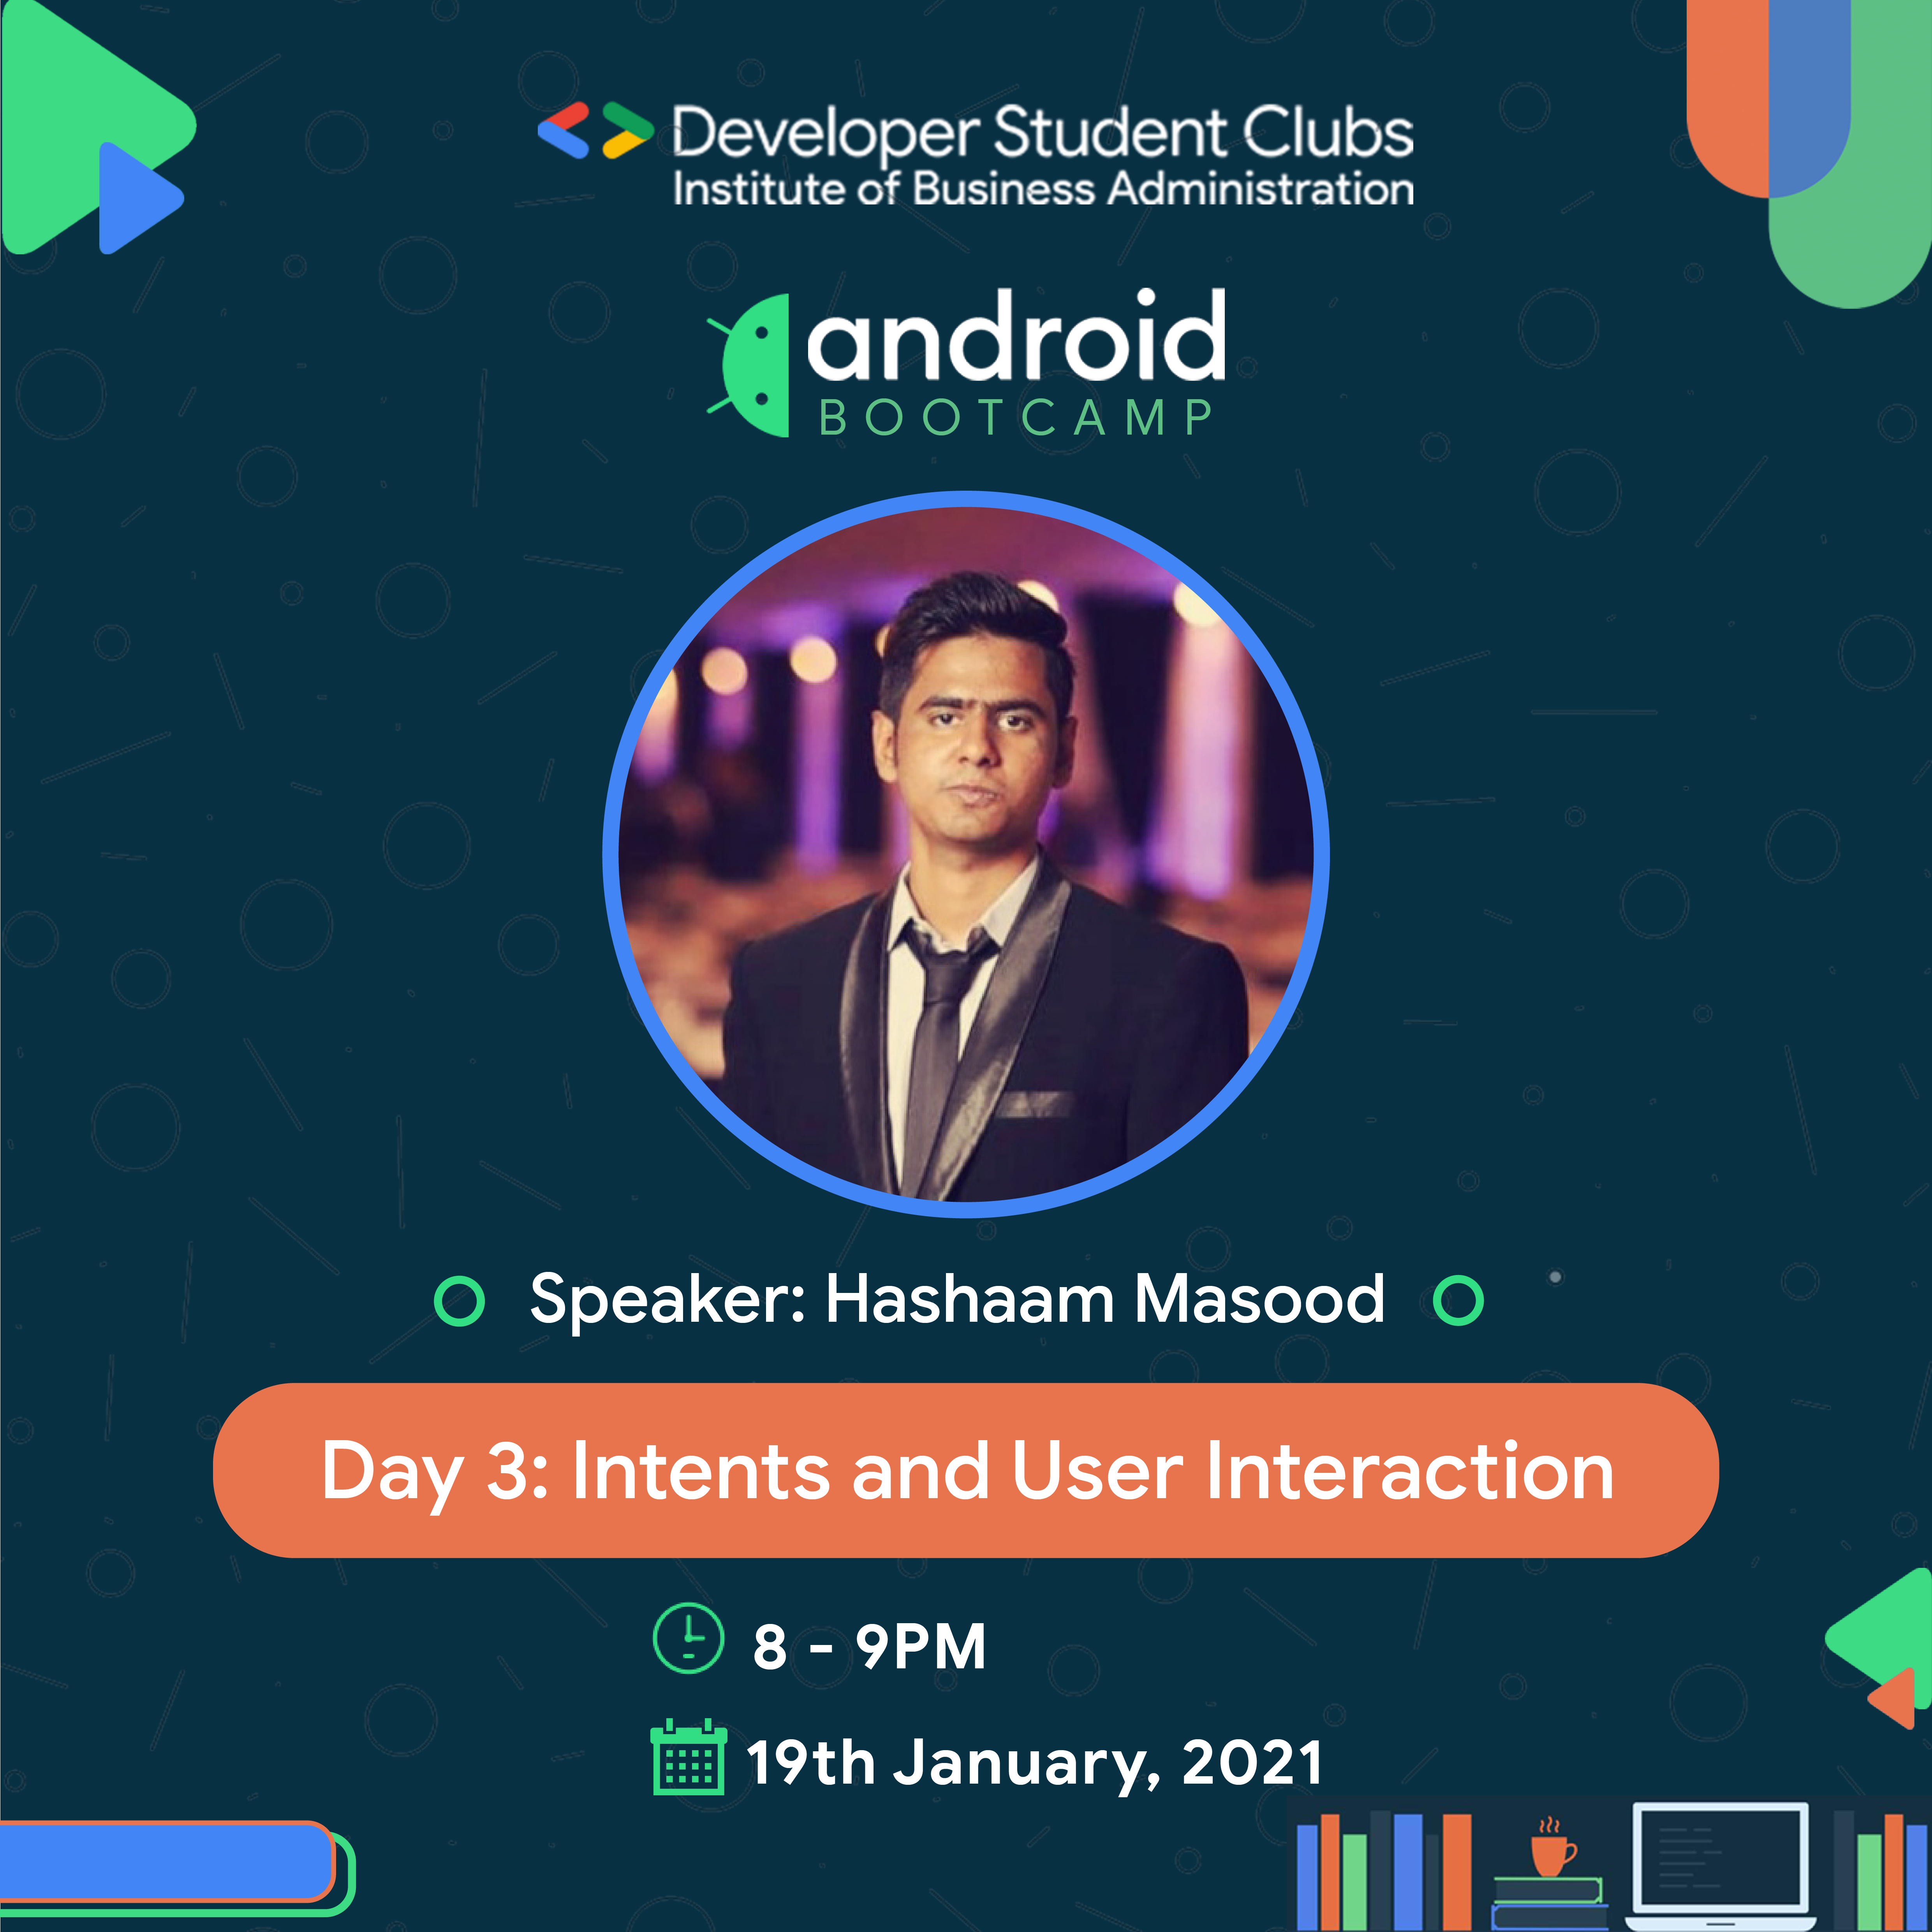 Developer Student Clubs
Institute of Business Administration
android
BOOTCAMP
Speaker: Hashaam Masood
Day 3: Intents and User Interaction
8 - 9PM
19th January, 2021